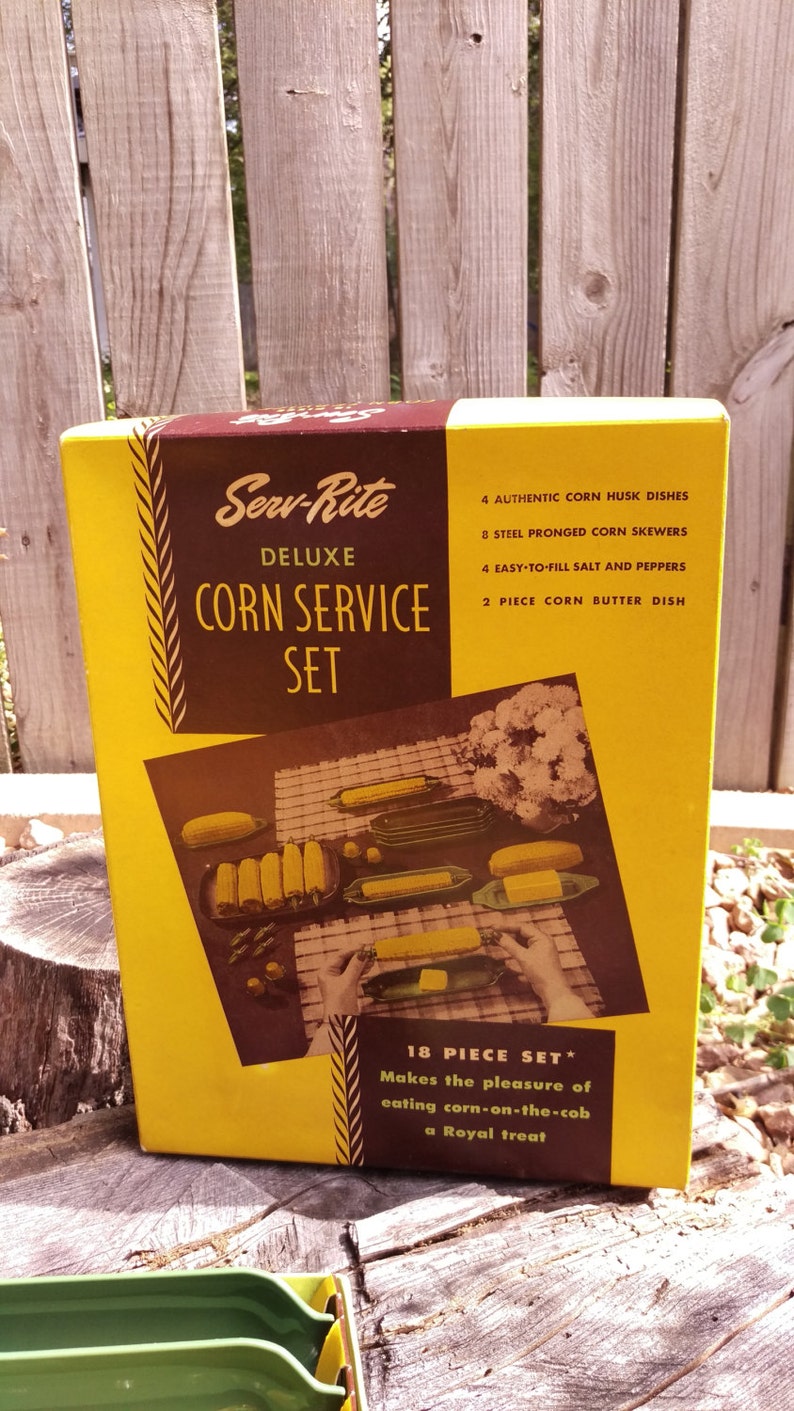 Serv-Rite
Serv-Rite
DELUXE
CORN SERVICE
SET
4 AUTHENTIC CORN HUSK DISHES
8 STEEL PRONGED CORN SKEWERS
4 EASY·TO·FILL SALT AND PEPPERS
2 PIECE CORN BUTTER DISH
18 PIECE SET*
Makes the pleasure of
eating corn-on-the-cob
a Royal treat